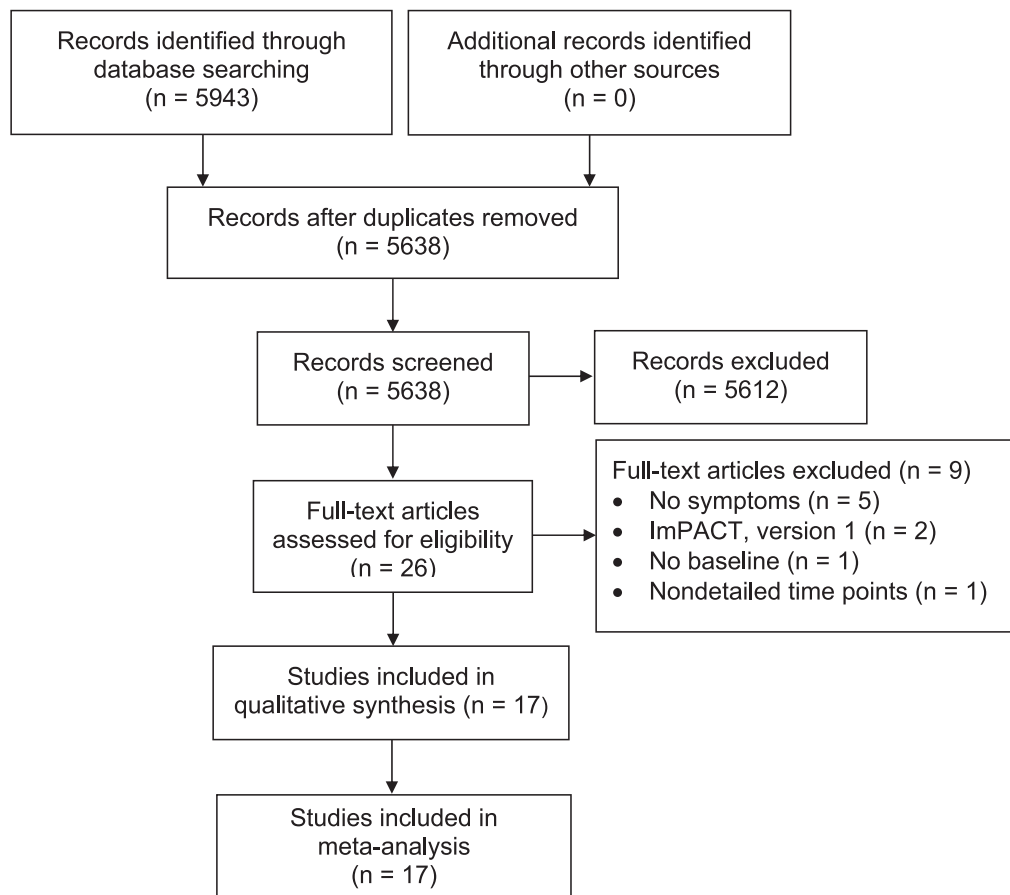 Records identified through
database searching
(n = 5943)
Additional records identified
through other sources
(n = 0)
Records after duplicates removed
(n = 5638)
Records screened
(n = 5638)
Records excluded
(n = 5612)
Full-text articles
assessed for eligibility
(n = 26)
Full-text articles excluded (n = 9)
• No symptoms (n = 5)
• ImPACT, version 1 (n = 2)
• No baseline (n = 1)
• Nondetailed time points (n = 1)
Studies included in
qualitative synthesis (n = 17)
Studies included in
meta-analysis
(n = 17)